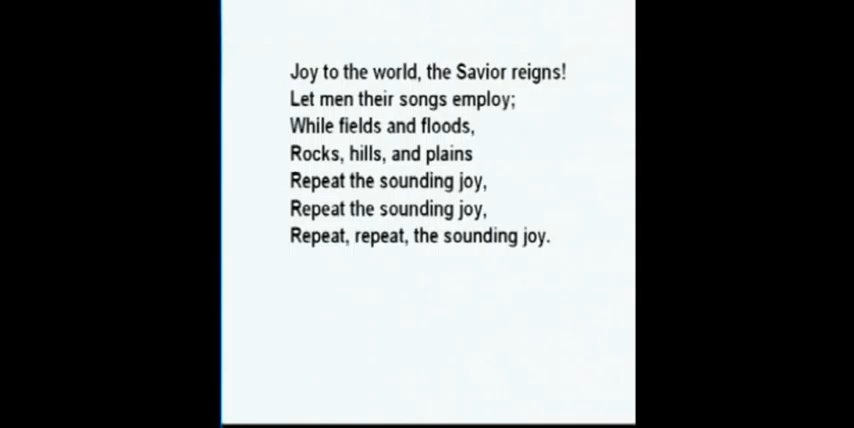 Joy to the world, the Savior reigns!
Let men their songs employ;
While fields and floods,
Rocks, hills, and plains
Repeat the sounding joy,
Repeat the sounding joy,
Repeat, repeat, the sounding joy.